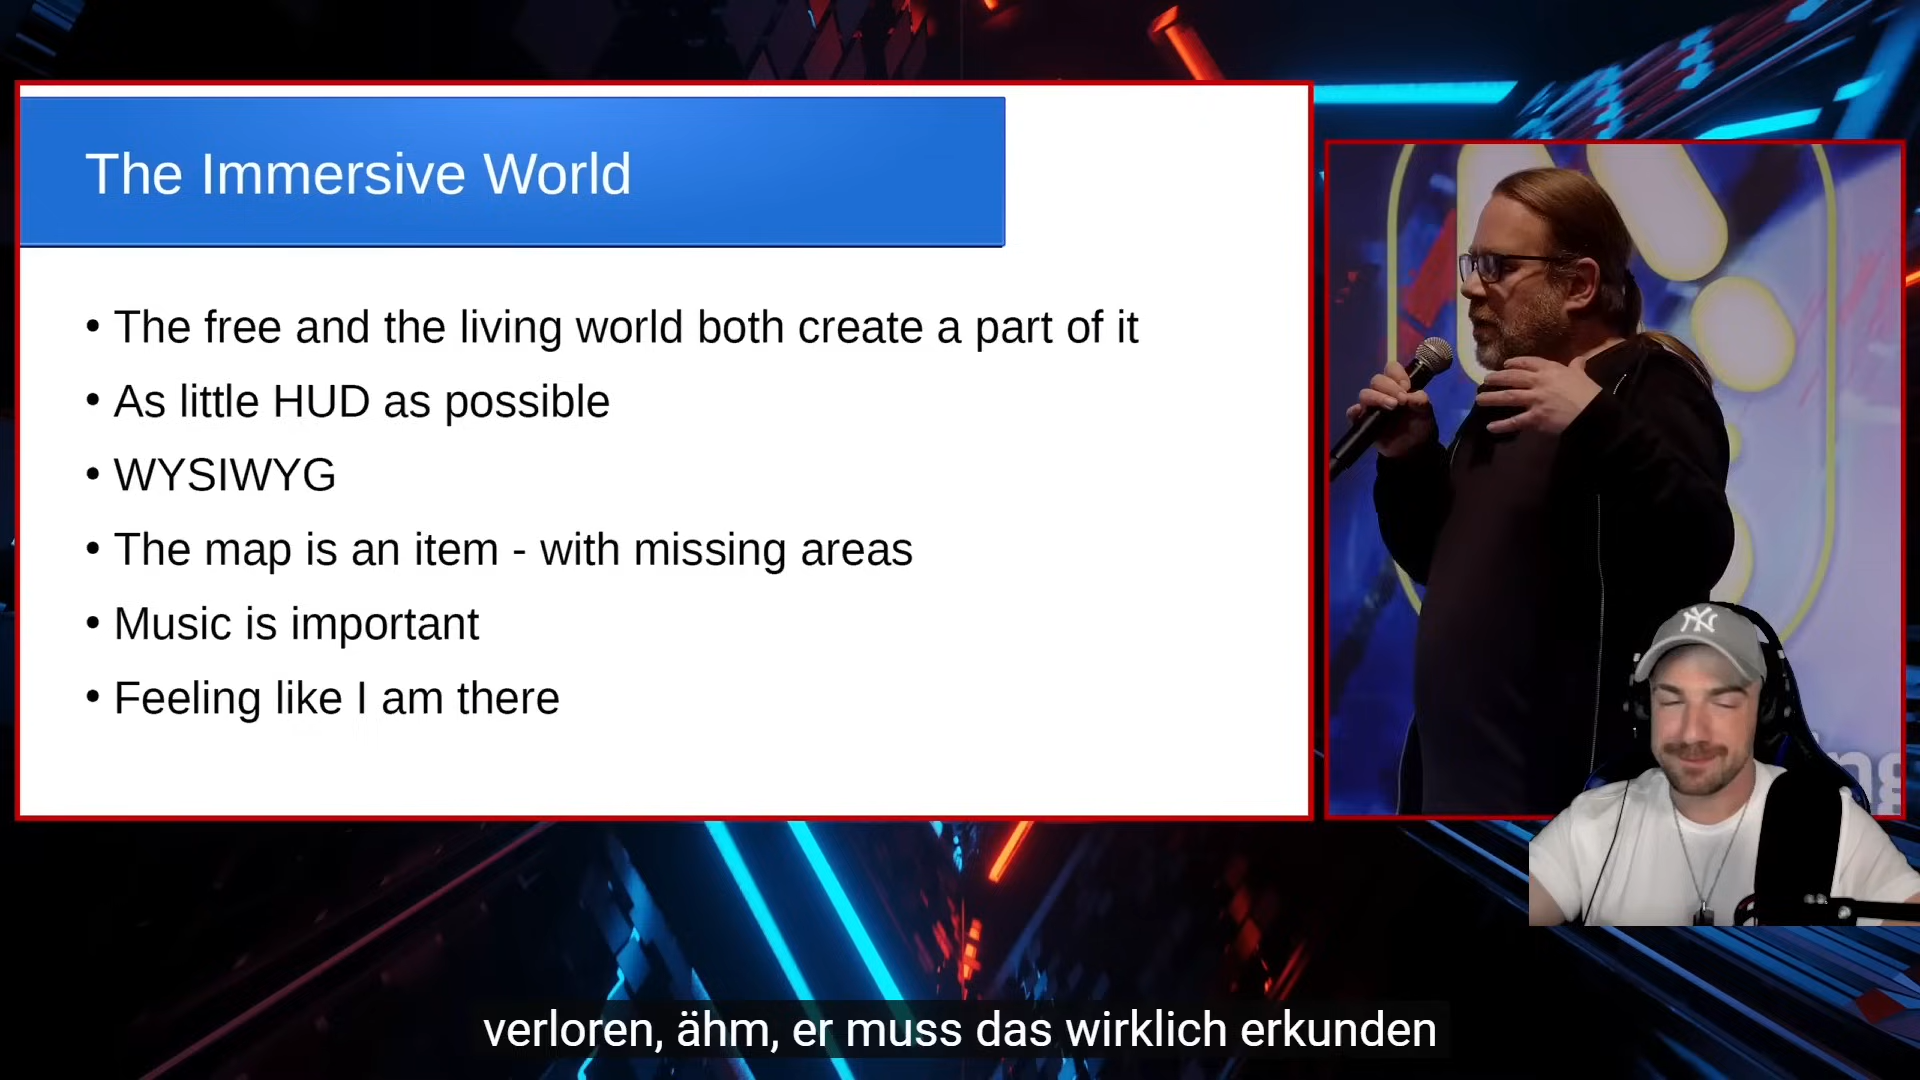 The Immersive World
• The free and the living world both create a part of it
• As little HUD as possible
• WYSIWYG
• The map is an item - with missing areas
• Music is important
• Feeling like I am there
NY
verloren, ähm, er muss das wirklich erkunden